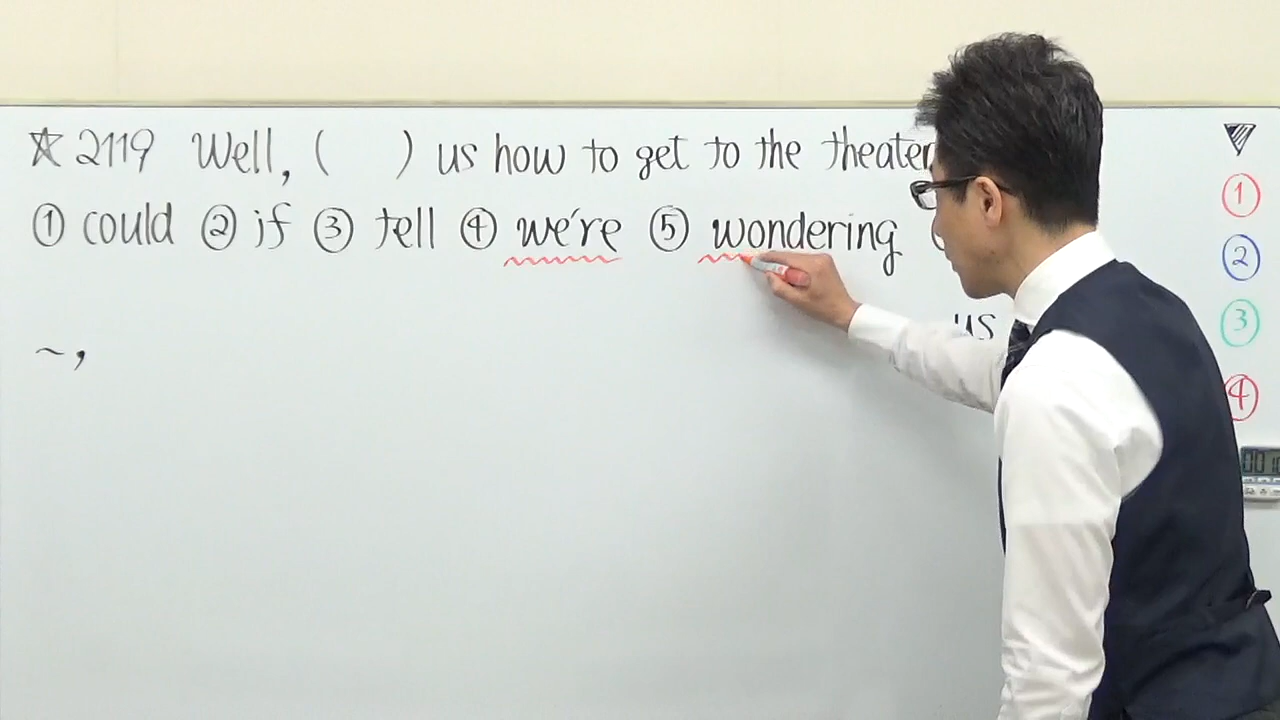 ☆2119 Well, ( ) us how to get to the theater
① could ② if ③ tell ④ we're ⑤ wondering
us
~,
①
②
③
④